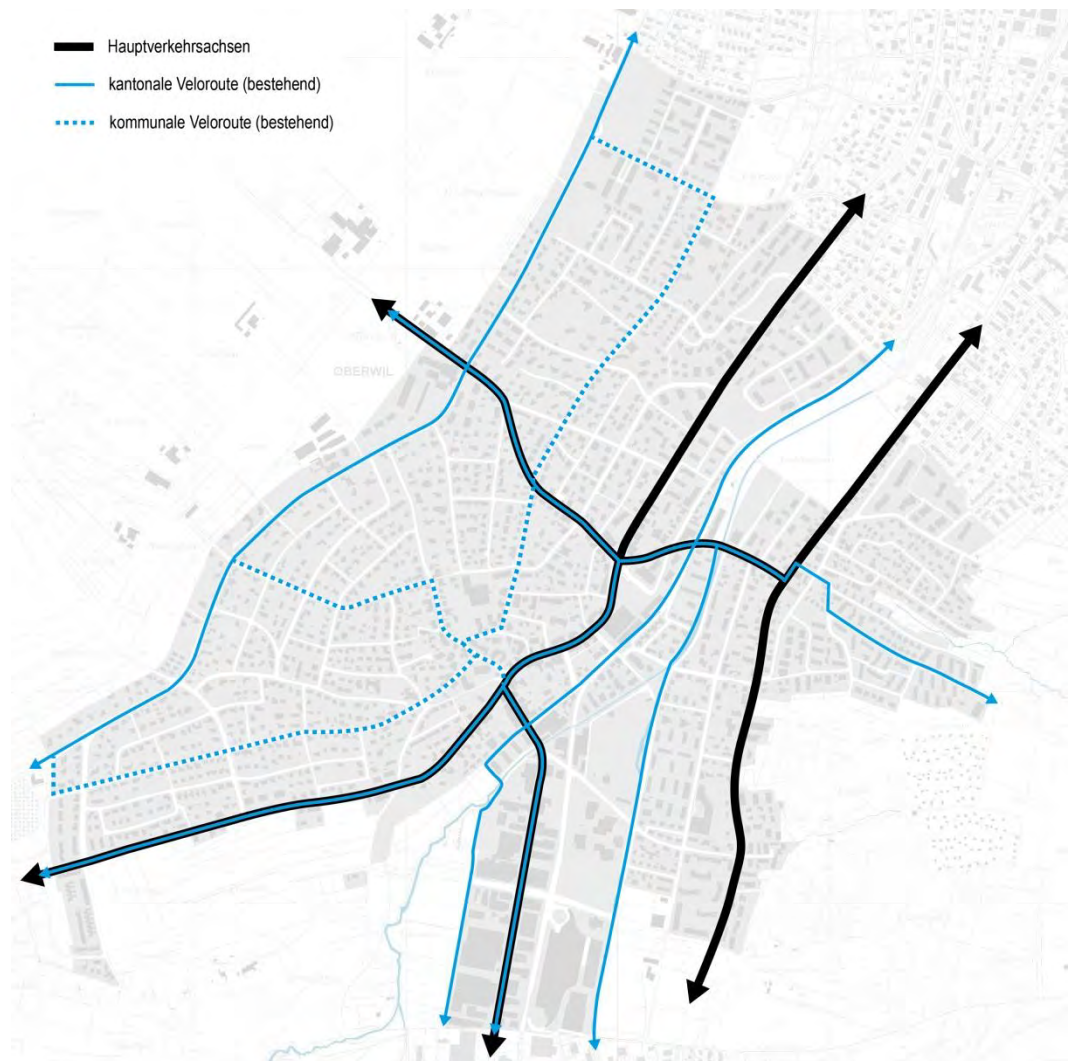 Hauptverkehrsachsen
kantonale Veloroute (bestehend)
kommunale Veloroute (bestehend)
OBERWIL